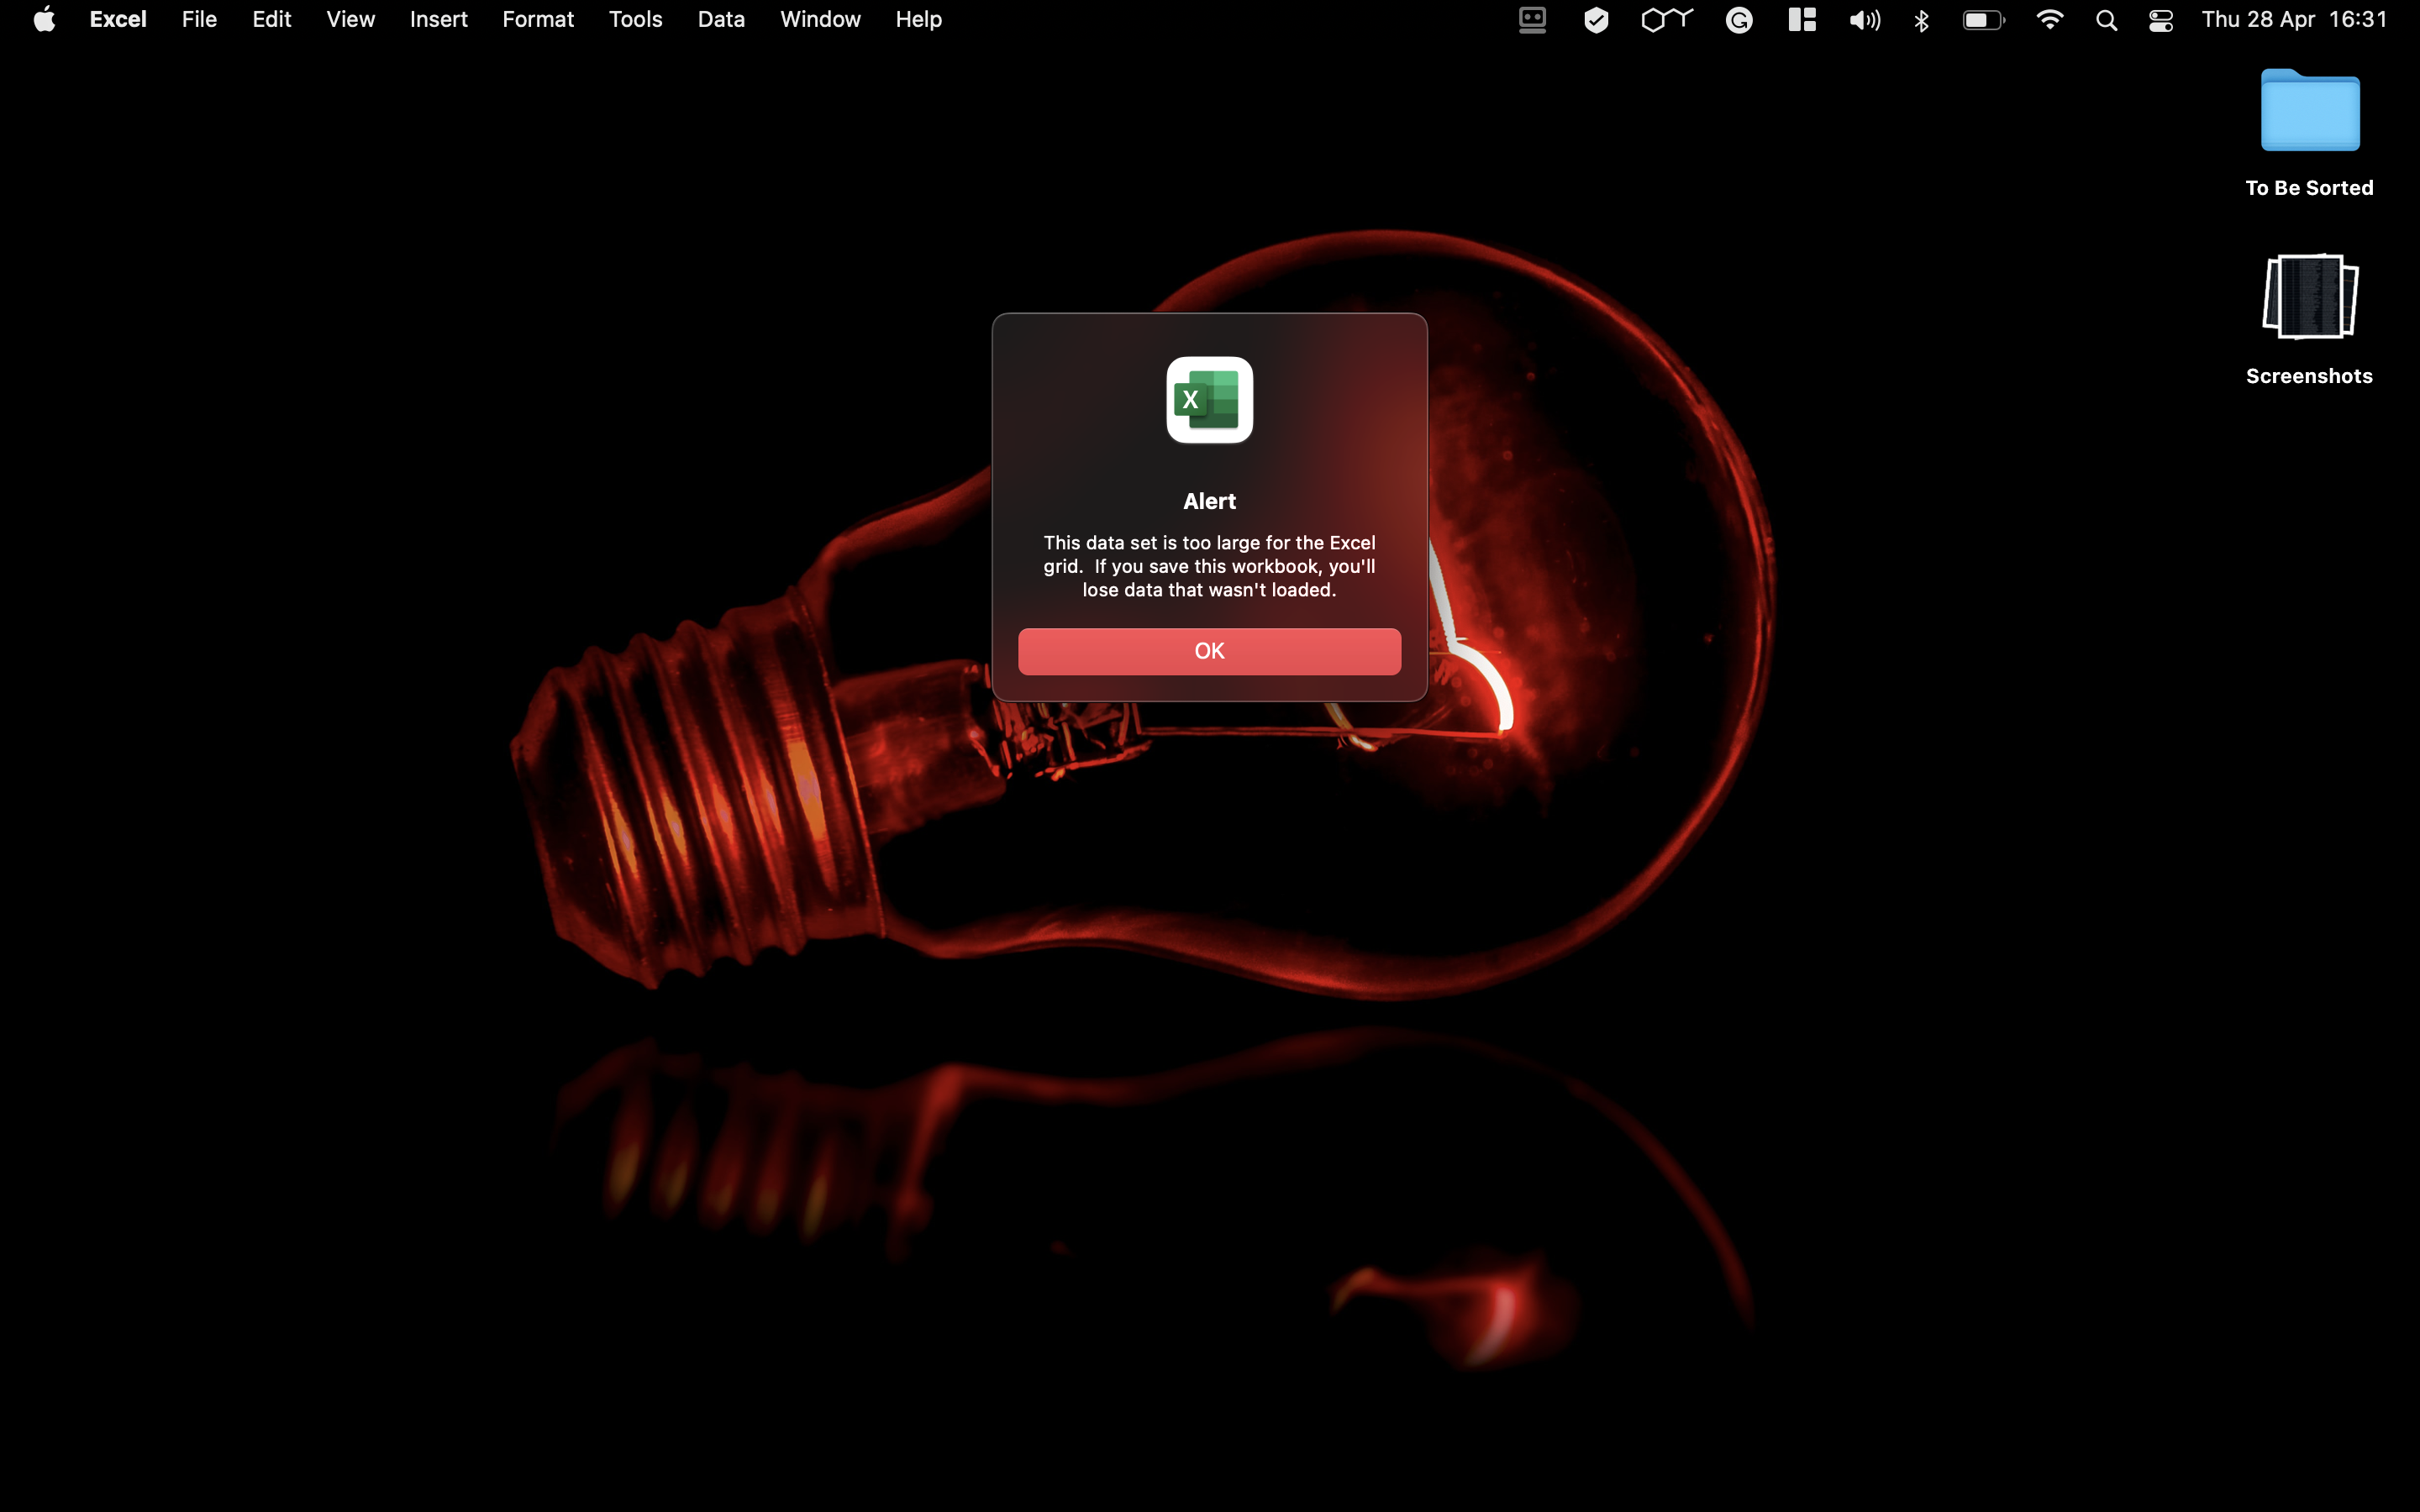 Excel File Edit View Insert Format Tools Data Window Help Thu 28 Apr 16:31
To Be Sorted
Screenshots
X
Alert
This data set is too large for the Excel
grid.  If you save this workbook, you'll
lose data that wasn't loaded.
OK